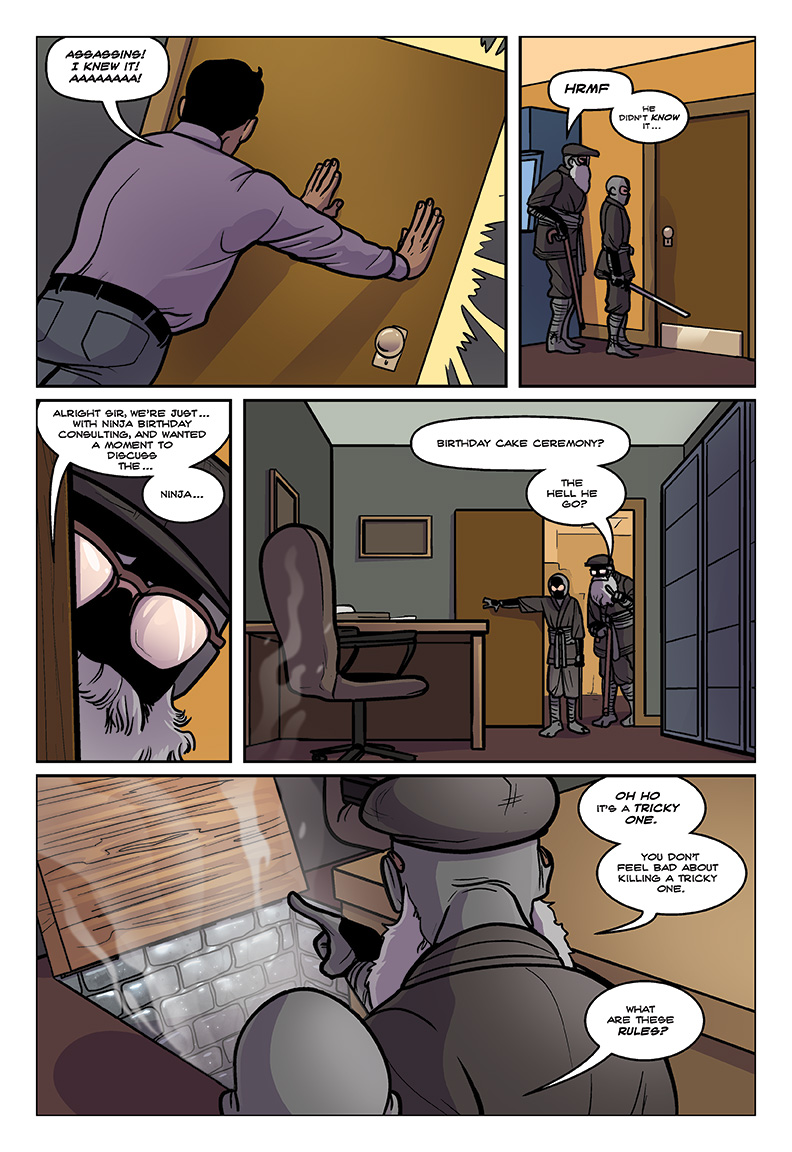 ASSASSINS!
I KNEW IT!
AAAAAAAA!
HRMF
HE
DIDN'T KNOW
IT...
ALRIGHT SIR, WE'RE JUST...
WITH NINJA BIRTHDAY
CONSULTING, AND WANTED
A MOMENT TO
DISCUSS
THE...
NINJA...
BIRTHDAY CAKE CEREMONY?
THE
HELL HE
GO?
OH HO
IT'S A TRICKY
ONE.
YOU DON'T
FEEL BAD ABOUT
KILLING A TRICKY
ONE.
WHAT
ARE THESE
RULES?